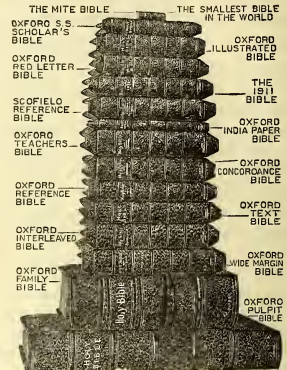 THE MITE BIBLE
THE SMALLEST BIBLE
IN THE WORLD
OXFORD S.S.
SCHOLAR'S
BIBLE
OXFORD
ILLUSTRATED
BIBLE
OXFORD
RED LETTER
BIBLE
THE
1911
BIBLE
SCOFIELD
REFERENCE
BIBLE
OXFORD
INDIA PAPER
BIBLE
OXFORD
TEACHERS
BIBLE
OXFORD
CONCORDANCE
BIBLE
OXFORD
REFERENCE
BIBLE
OXFORD
TEXT
BIBLE
OXFORD
INTERLEAVED
BIBLE
OXFORD
WIDE MARGIN
BIBLE
OXFORD
FAMILY
BIBLE
Holy Bible
OXFORD
PULPIT
BIBLE
HOLY
BIBLE